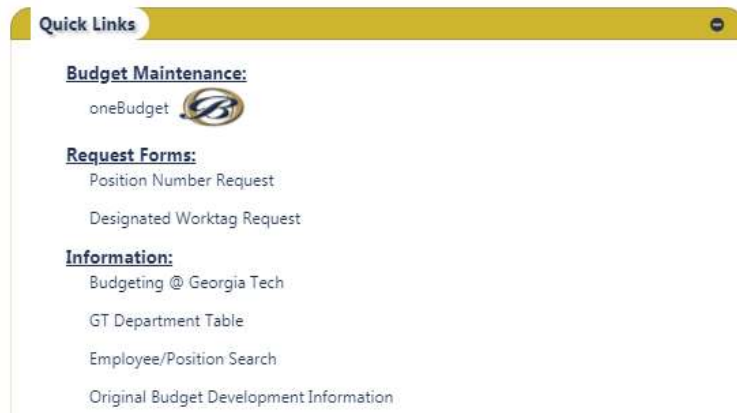 Quick Links
Budget Maintenance:
oneBudget B
Request Forms:
Position Number Request
Designated Worktag Request
Information:
Budgeting @ Georgia Tech
GT Department Table
Employee/Position Search
Original Budget Development Information